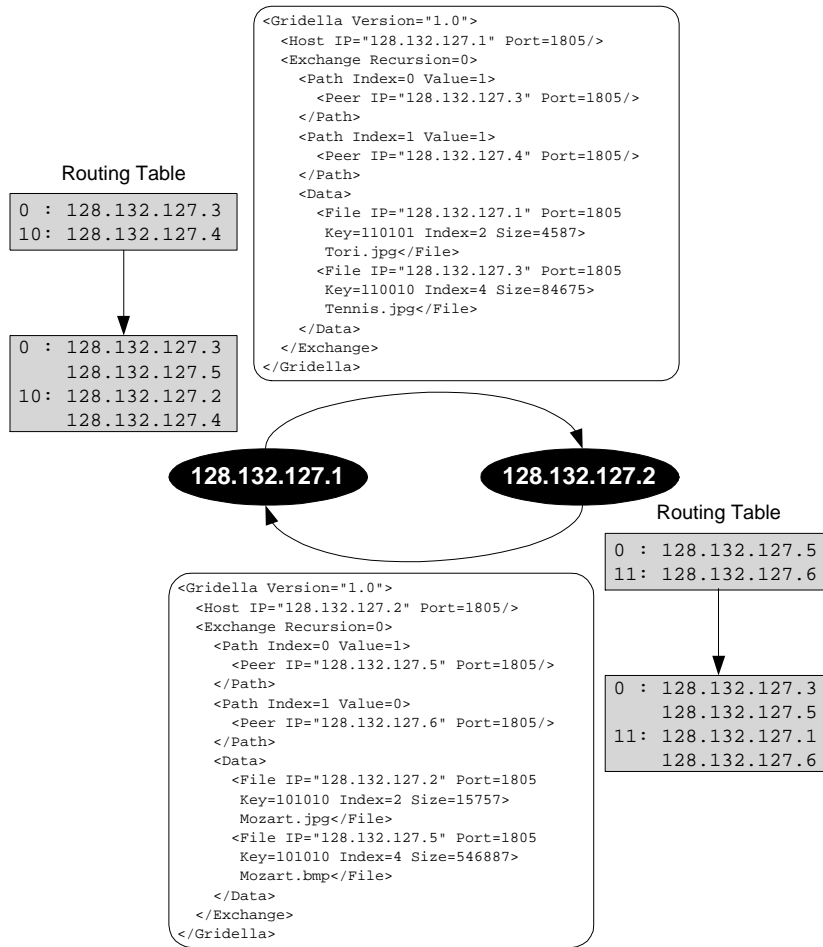 <Gridella Version="1.0">
<Host IP="128.132.127.1" Port=1805/>
<Exchange Recursion=0>
<Path Index=0 Value=1>
<Peer IP="128.132.127.3" Port=1805/>
</Path>
<Path Index=1 Value=1>
<Peer IP="128.132.127.4" Port=1805/>
</Path>
<Data>
<File IP="128.132.127.1" Port=1805
Key=110101 Index=2 Size=4587>
Tori.jpg</File>
<File IP="128.132.127.3" Port=1805
Key=110010 Index=4 Size=84675>
Tennis.jpg</File>
</Data>
</Exchange>
</Gridella>
Routing Table
0 : 128.132.127.3
10: 128.132.127.4
0 : 128.132.127.3
128.132.127.5
10: 128.132.127.2
128.132.127.4
128.132.127.1
128.132.127.2
Routing Table
0 : 128.132.127.5
11: 128.132.127.6
0 : 128.132.127.3
128.132.127.5
11: 128.132.127.1
128.132.127.6
<Gridella Version="1.0">
<Host IP="128.132.127.2" Port=1805/>
<Exchange Recursion=0>
<Path Index=0 Value=1>
<Peer IP="128.132.127.5" Port=1805/>
</Path>
<Path Index=1 Value=0>
<Peer IP="128.132.127.6" Port=1805/>
</Path>
<Data>
<File IP="128.132.127.2" Port=1805
Key=101010 Index=2 Size=15757>
Mozart.jpg</File>
<File IP="128.132.127.5" Port=1805
Key=101010 Index=4 Size=546887>
Mozart.bmp</File>
</Data>
</Exchange>
</Gridella>